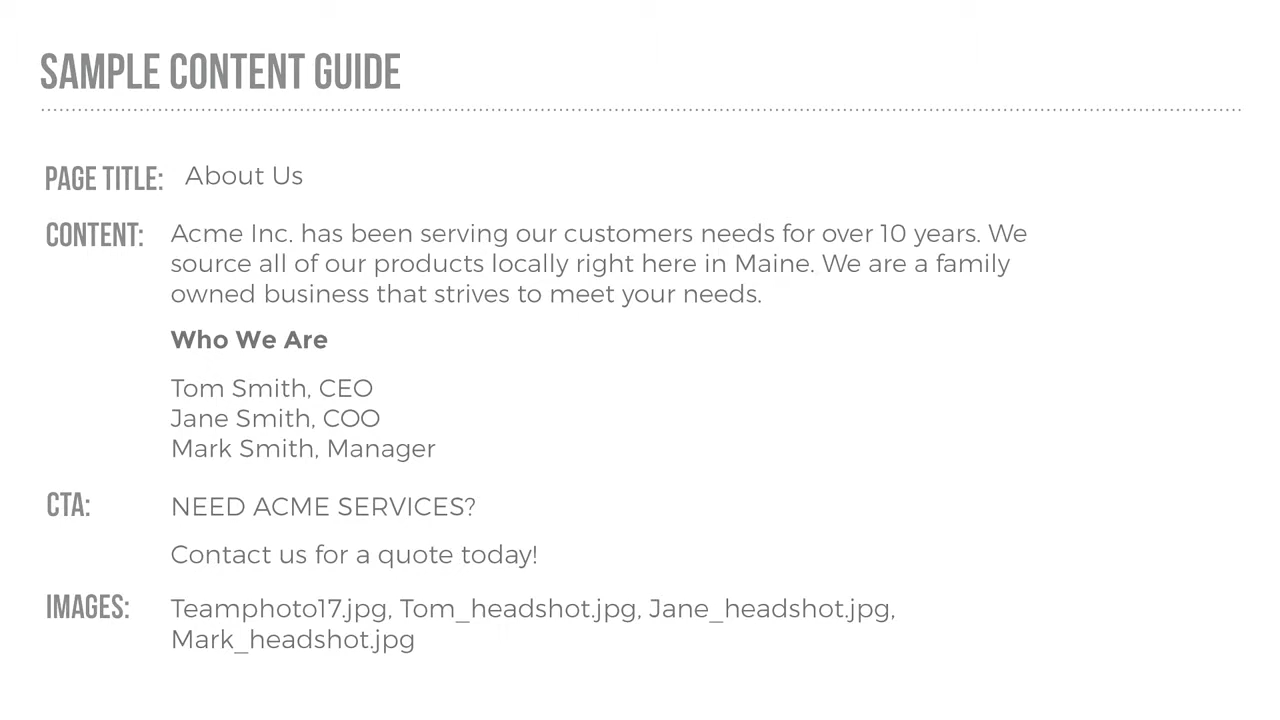 SAMPLE CONTENT GUIDE
PAGE TITLE: About Us
CONTENT: Acme Inc. has been serving our customers needs for over 10 years. We
source all of our products locally right here in Maine. We are a family
owned business that strives to meet your needs.
Who We Are
Tom Smith, CEO
Jane Smith, COO
Mark Smith, Manager
CTA: NEED ACME SERVICES?
Contact us for a quote today!
IMAGES: Teamphoto17.jpg, Tom_headshot.jpg, Jane_headshot.jpg,
Mark_headshot.jpg